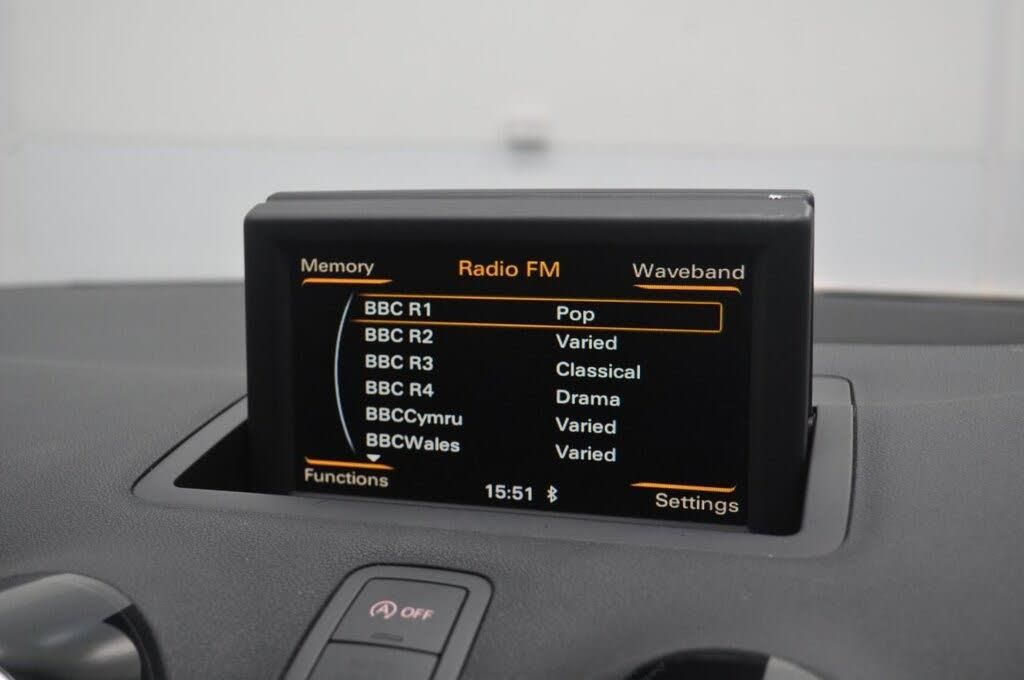 Memory Radio FM Waveband
BBC R1 Pop
BBC R2 Varied
BBC R3 Classical
BBC R4 Drama
BBCCymru Varied
BBCWales Varied
Functions 15:51 Settings
A OFF